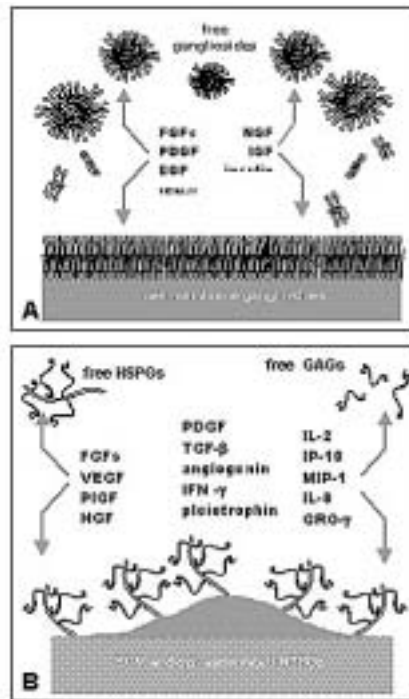 free
gangliosides
FGFs
PDGF
EGF
NGF
IGF
A
free HSPGs
free GAGs
FGFs
VEGF
PlGF
HGF
PDGF
TGF-β
angiogenin
IFN -γ
pleiotrophin
IL-2
IP-10
MIP-1
IL-8
GRO-γ
B